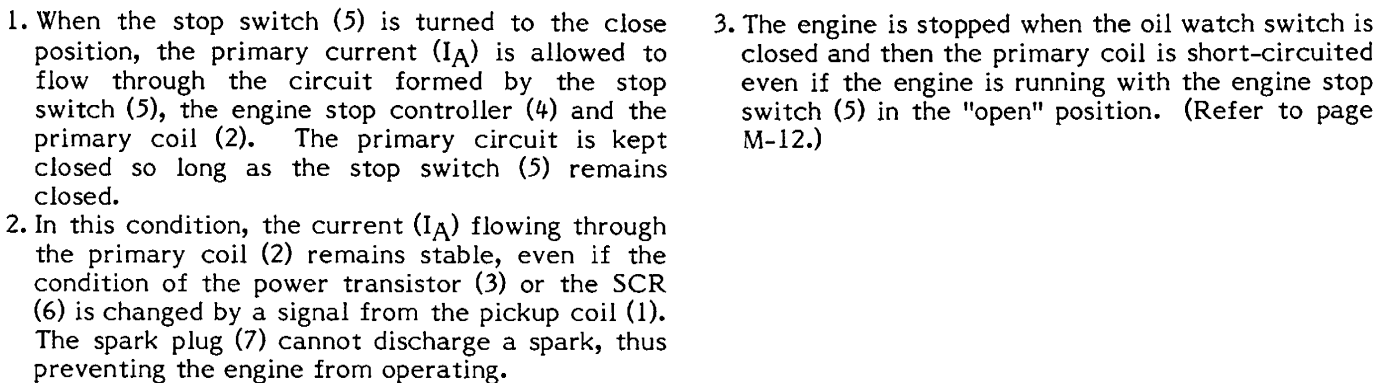 1. When the stop switch (5) is turned to the close
position, the primary current (IA) is allowed to
flow through the circuit formed by the stop
switch (5), the engine stop controller (4) and the
primary coil (2). The primary circuit is kept
closed so long as the stop switch (5) remains
closed.
2. In this condition, the current (IA) flowing through
the primary coil (2) remains stable, even if the
condition of the power transistor (3) or the SCR
(6) is changed by a signal from the pickup coil (1).
The spark plug (7) cannot discharge a spark, thus
preventing the engine from operating.
3. The engine is stopped when the oil watch switch is
closed and then the primary coil is short-circuited
even if the engine is running with the engine stop
switch (5) in the "open" position. (Refer to page
M-12.)